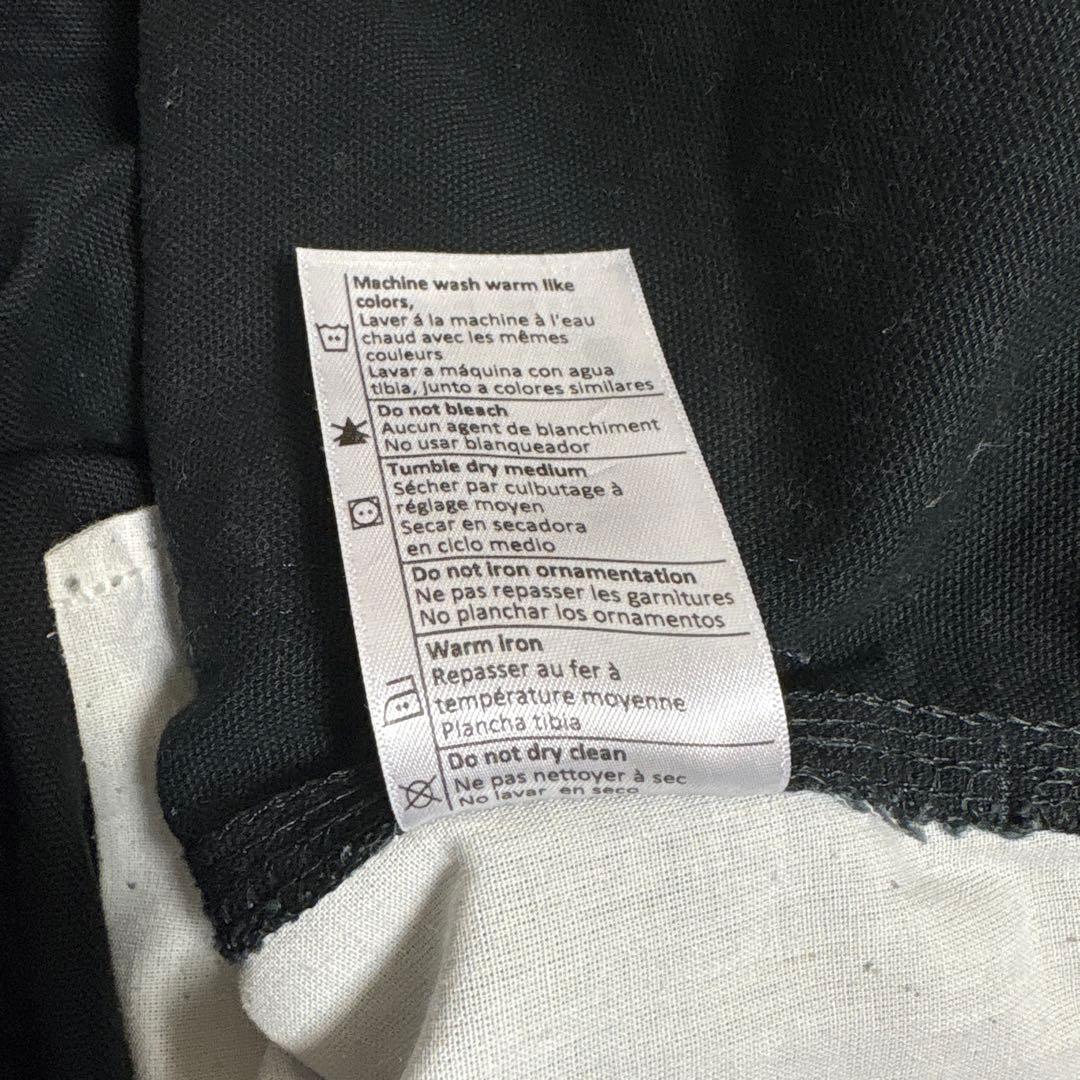 Machine wash warm like
colors,
Laver á la machine à l'eau
chaud avec les mêmes
couleurs
Lavar a máquina con agua
tibia, junto a colores similares
Do not bleach
Aucun agent de blanchiment
No usar blanqueador
Tumble dry medium
Sécher par culbutage à
réglage moyen
Secar en secadora
en ciclo medio
Do not iron ornamentation
Ne pas repasser les garnitures
No planchar los ornamentos
Warm iron
Repasser au fer à
température moyenne
Plancha tibia
Do not dry clean
Ne pas nettoyer à sec
No lavar en seco